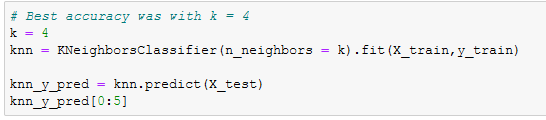 # Best accuracy was with k = 4
k = 4
knn = KNeighborsClassifier(n_neighbors = k).fit(X_train,y_train)
knn_y_pred = knn.predict(X_test)
knn_y_pred[0:5]